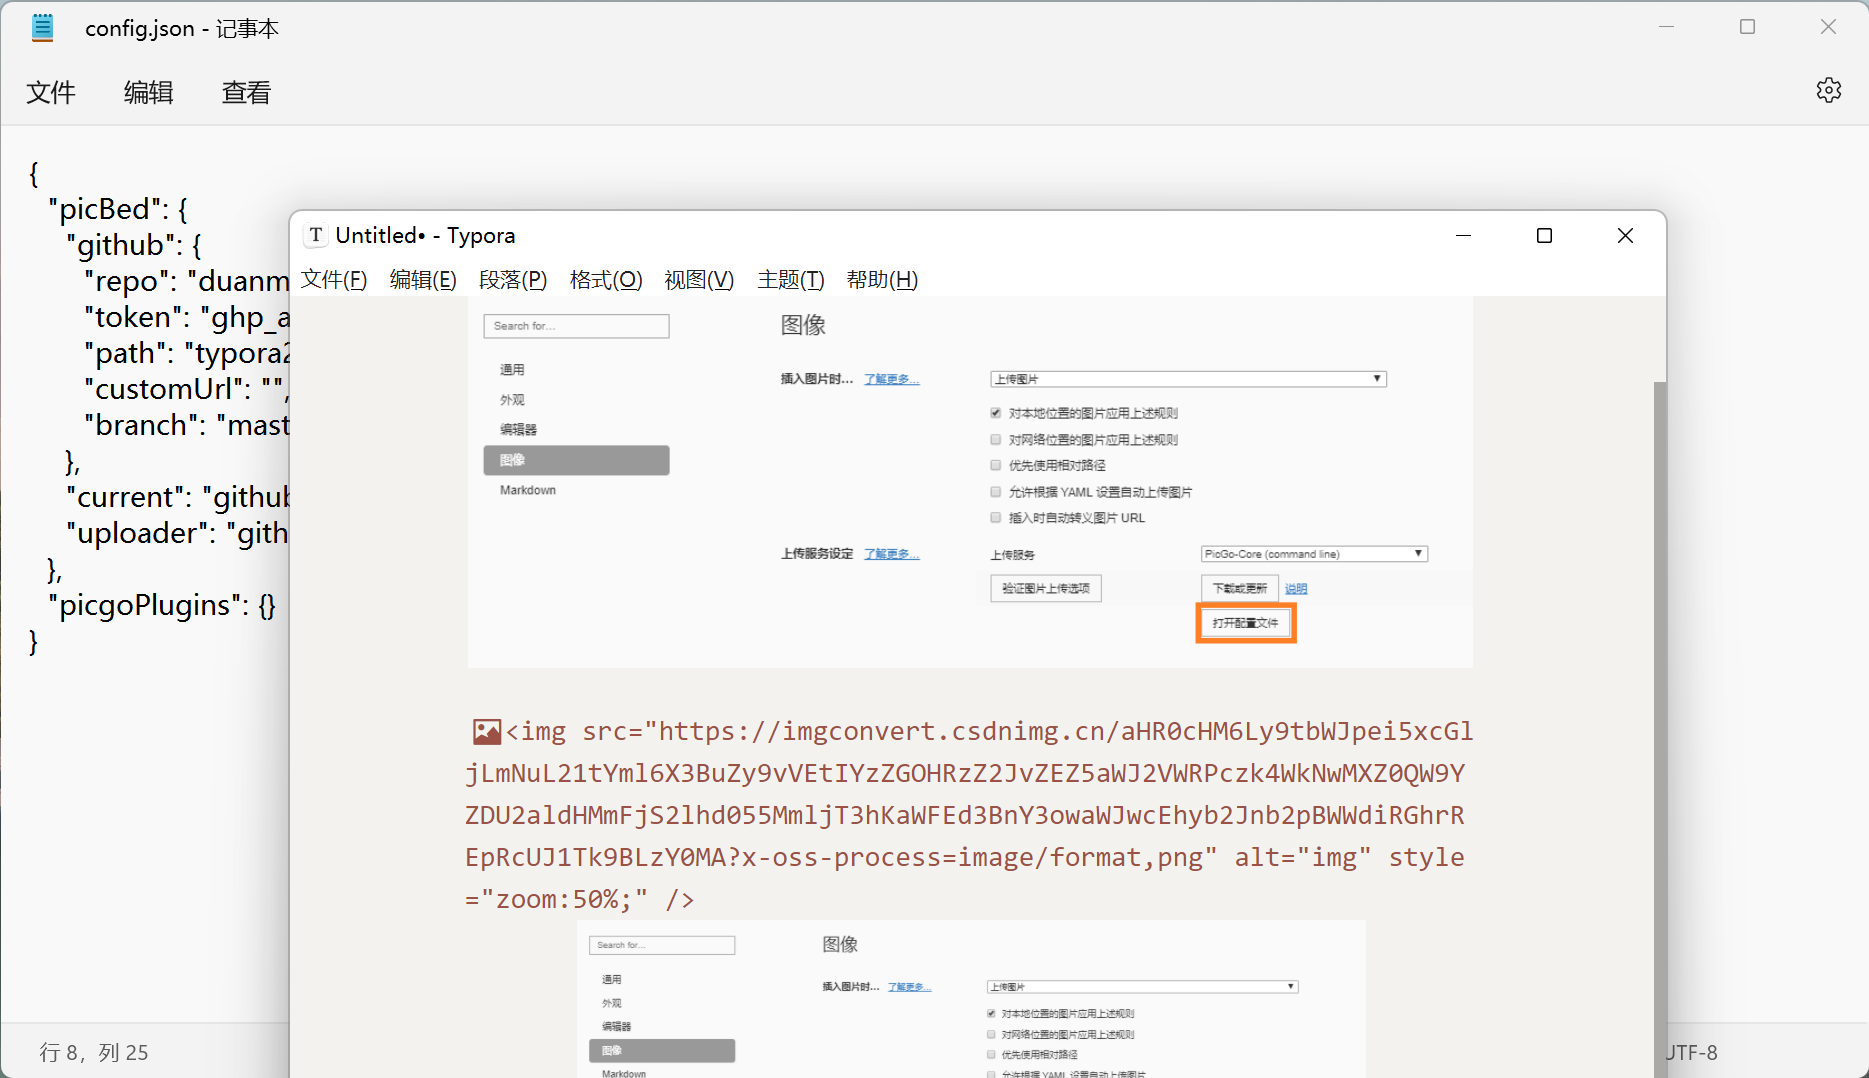 config.json - 记事本
文件 编辑 查看
{
"picBed": {
"github": {
"repo": "duanm
"token": "ghp_a
"path": "typora2
"customUrl": "",
"branch": "mast
},
"current": "github
"uploader": "gith
},
"picgoPlugins": {}
}
行 8，列 25
UTF-8
T Untitled• - Typora
文件(F) 编辑(E) 段落(P) 格式(O) 视图(V) 主题(T) 帮助(H)
Search for...
通用
外观
编辑器
图像
Markdown
图像
插入图片时... 了解更多... 上传图片
对本地位置的图片应用上述规则
对网络位置的图片应用上述规则
优先使用相对路径
允许根据 YAML 设置自动上传图片
插入时自动转义图片 URL
上传服务设定 了解更多... 上传服务 PicGo-Core (command line)
验证图片上传选项 下载或更新 说明
打开配置文件
<img src="https://imgconvert.csdnimg.cn/aHR0cHM6Ly9tbWJpei5xcGl
jLmNuL21tYml6X3BuZy9vVEtIYzZGOHRzZ2JvZEZ5aWJ2VWRPczk4WkNwMXZ0QW9Y
ZDU2aldHMmFjS2lhd055MmljT3hKaWFEd3BnY3owaWJwcEhyb2Jnb2pBWWdiRGhrR
EpRcUJ1Tk9BLzY0MA?x-oss-process=image/format,png" alt="img" style
="zoom:50%;" />
Search for...
通用
外观
编辑器
图像
Markdown
图像
插入图片时... 了解更多... 上传图片
对本地位置的图片应用上述规则
对网络位置的图片应用上述规则
优先使用相对路径
允许根据 YAML 设置自动上传图片